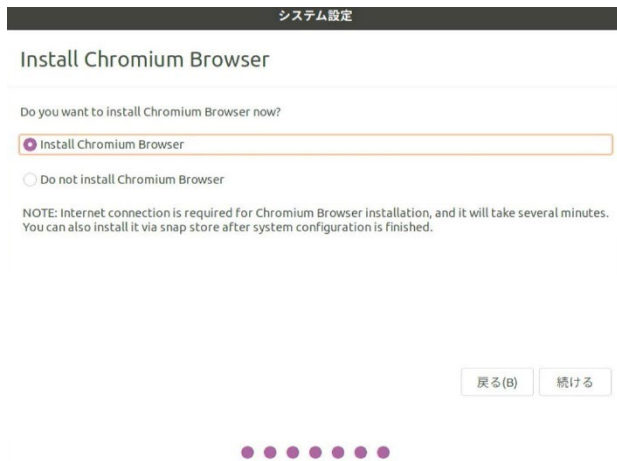 システム設定
Install Chromium Browser
Do you want to install Chromium Browser now?
Install Chromium Browser
Do not install Chromium Browser
NOTE: Internet connection is required for Chromium Browser installation, and it will take several minutes.
You can also install it via snap store after system configuration is finished.
戻る(B) 続ける